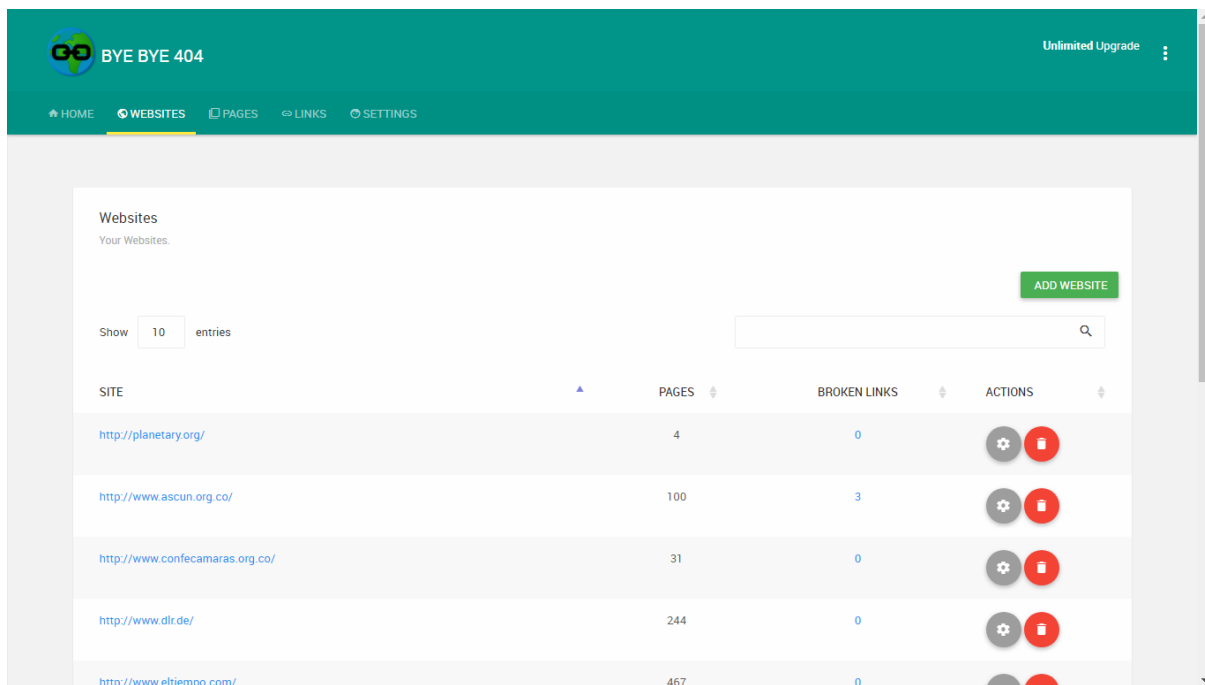 BYE BYE 404
Unlimited Upgrade
HOME WEBSITES PAGES LINKS SETTINGS
Websites
Your Websites.
ADD WEBSITE
Show 10 entries
SITE PAGES BROKEN LINKS ACTIONS
http://planetary.org/ 4 0
http://www.ascun.org.co/ 100 3
http://www.confecamaras.org.co/ 31 0
http://www.dlr.de/ 244 0
http://www.eltiempo.com/ 467 0